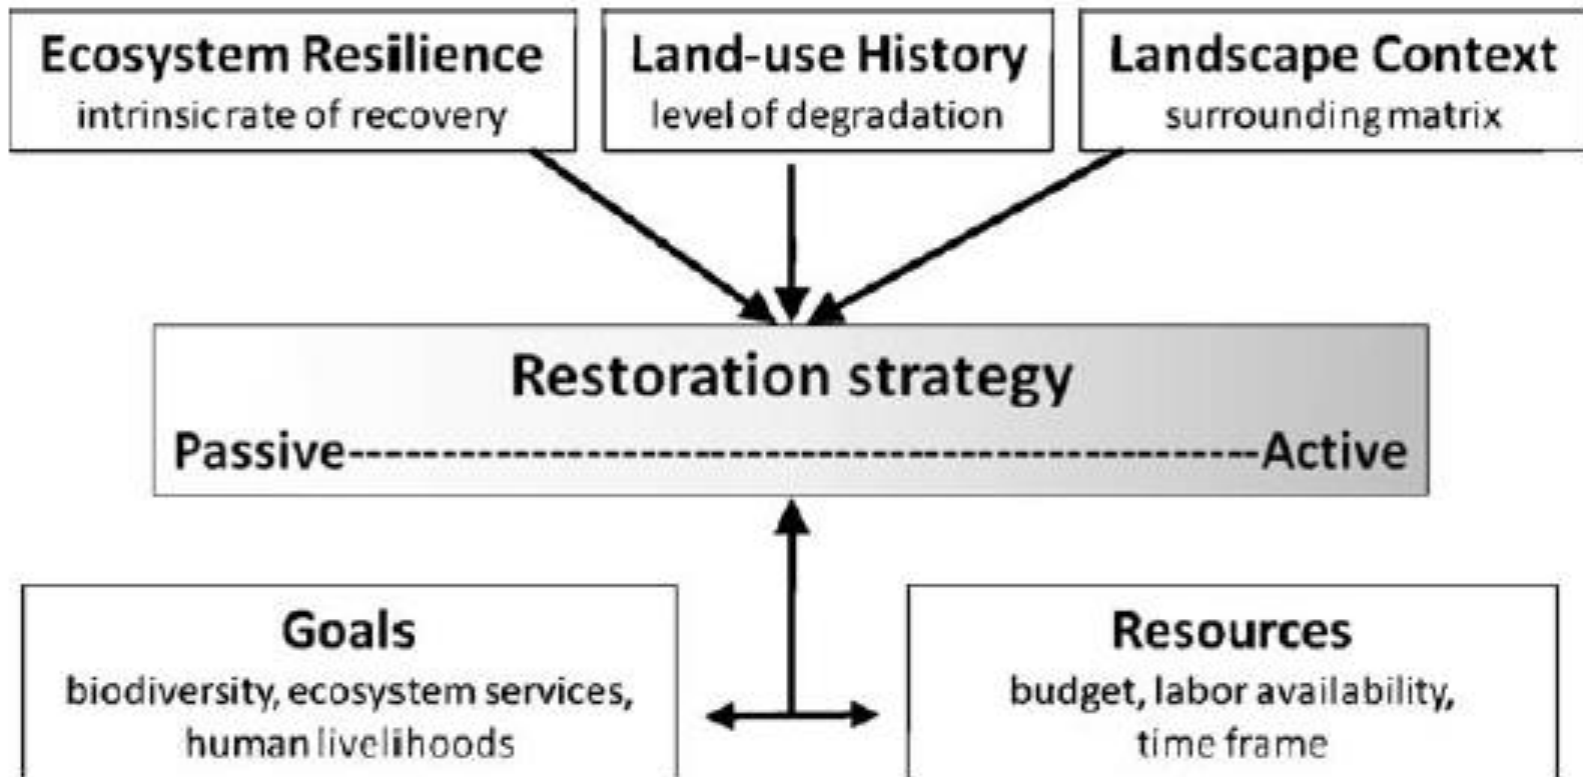 Ecosystem Resilience
intrinsic rate of recovery
Land-use History
level of degradation
Landscape Context
surrounding matrix
Restoration strategy
Passive--------------------------------------------------Active
Goals
biodiversity, ecosystem services,
human livelihoods
Resources
budget, labor availability,
time frame